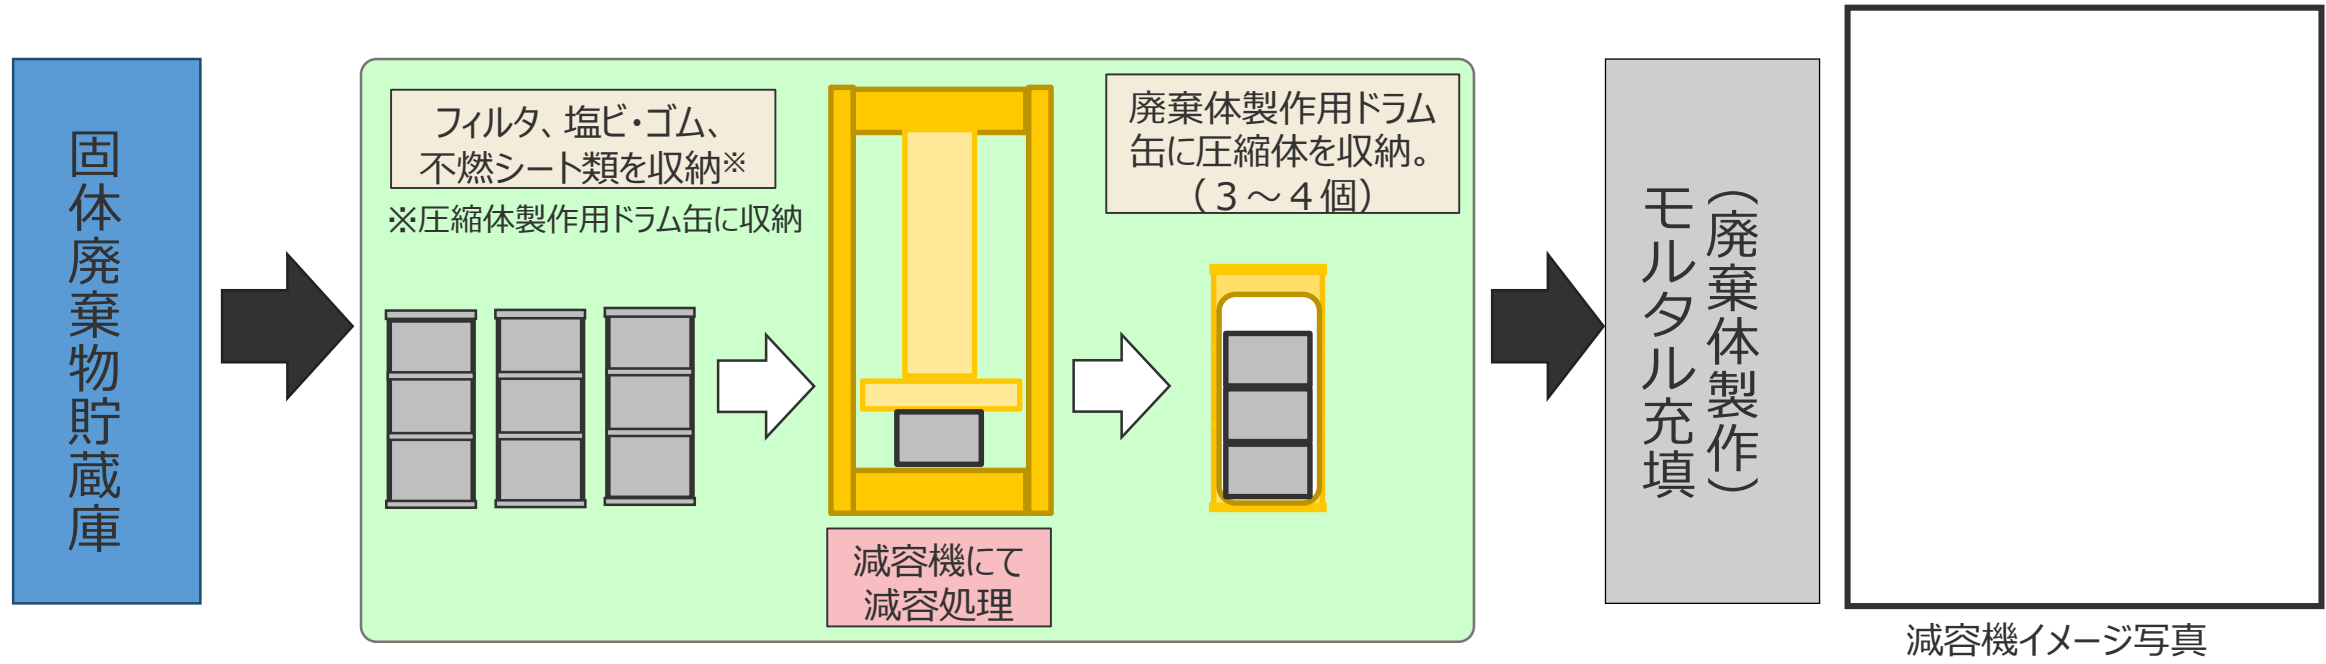 固体廃棄物貯蔵庫
フィルタ、塩ビ・ゴム、
不燃シート類を収納※
※圧縮体製作用ドラム缶に収納
減容機にて
減容処理
廃棄体製作用ドラム
缶に圧縮体を収納。
（３～４個）
（廃棄体製作）
モルタル充填
減容機イメージ写真